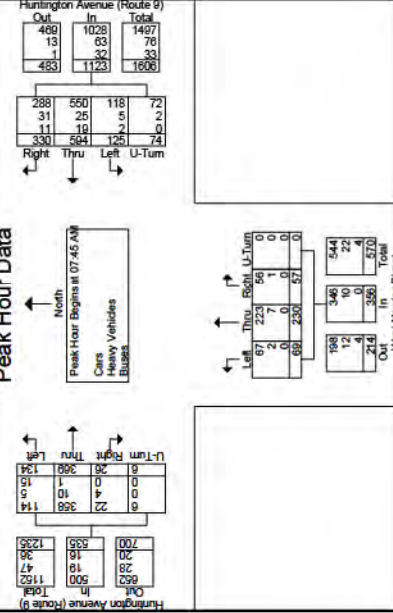 Huntington Avenue (Route 9)
Out In Total
469 1028 1497
13 63 76
1 32 33
483 1123 1606
288 550 118 72
31 25 5 2
11 19 2 0
330 594 125 74
Right Thru Left U-Turn
Peak Hour Data
North
Peak Hour Begins at 07:45 AM
Cars
Heavy Vehicles
Buses
Left Thru Right U-Turn
67 223 56 0
2 7 1 0
0 0 0 0
69 230 57 0
198 346 544
12 10 22
4 0 4
214 356 570
Out In Total
Huntington Avenue (Route 9)
Out In Total
652 500 1152
28 19 47
20 16 36
700 535 1235
6 22 358 114
0 4 10 5
0 0 1 15
6 26 369 134
U-Turn Right Thru Left